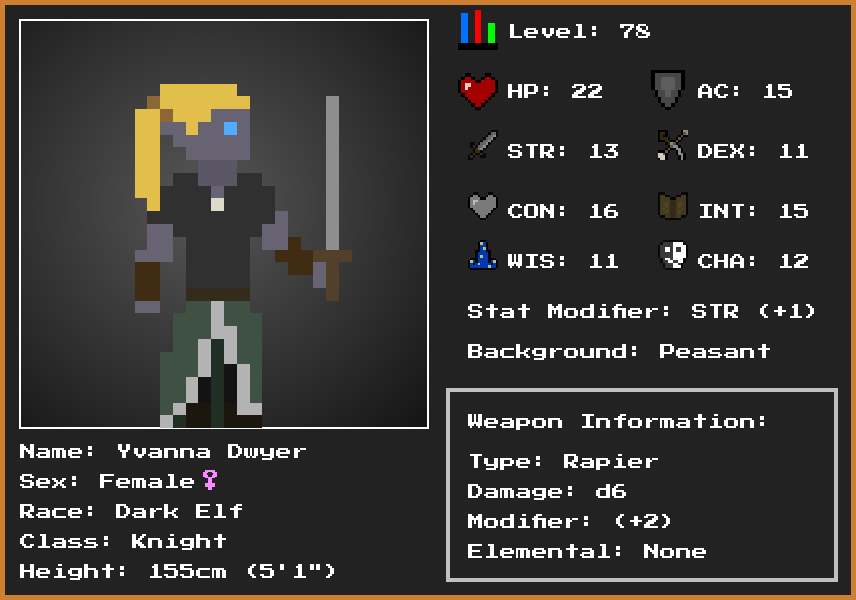 Level: 78
HP: 22 AC: 15
STR: 13 DEX: 11
CON: 16 INT: 15
WIS: 11 CHA: 12
Stat Modifier: STR (+1)
Background: Peasant
Weapon Information:
Type: Rapier
Damage: d6
Modifier: (+2)
Elemental: None
Name: Yvanna Dwyer
Sex: Female♀
Race: Dark Elf
Class: Knight
Height: 155cm (5'1")